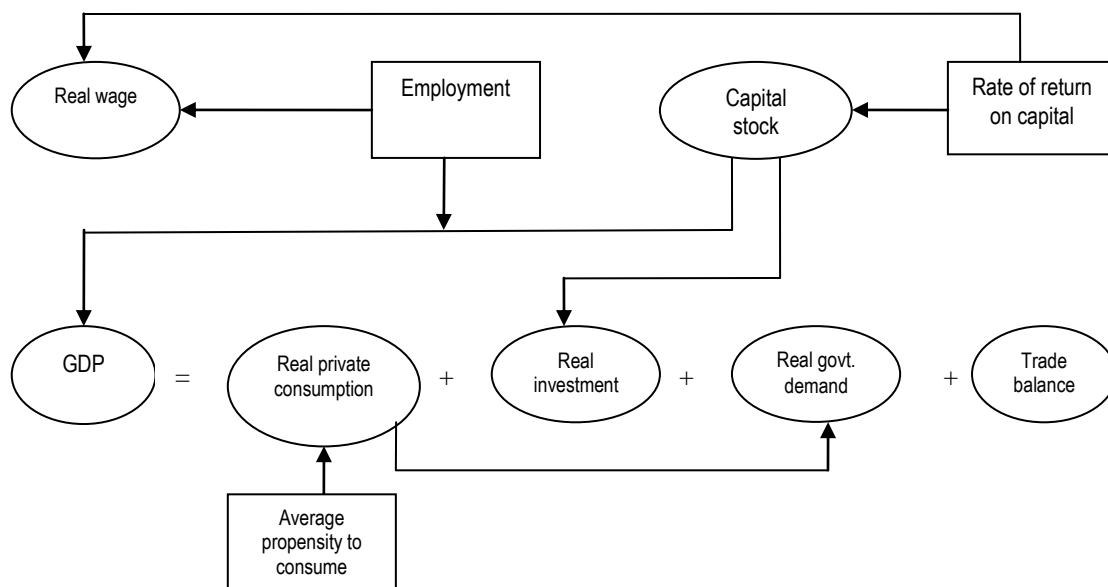 Real wage
Employment
Capital
stock
Rate of return
on capital
GDP
=
Real private
consumption
+
Real
investment
+
Real govt.
demand
+
Trade
balance
Average
propensity to
consume